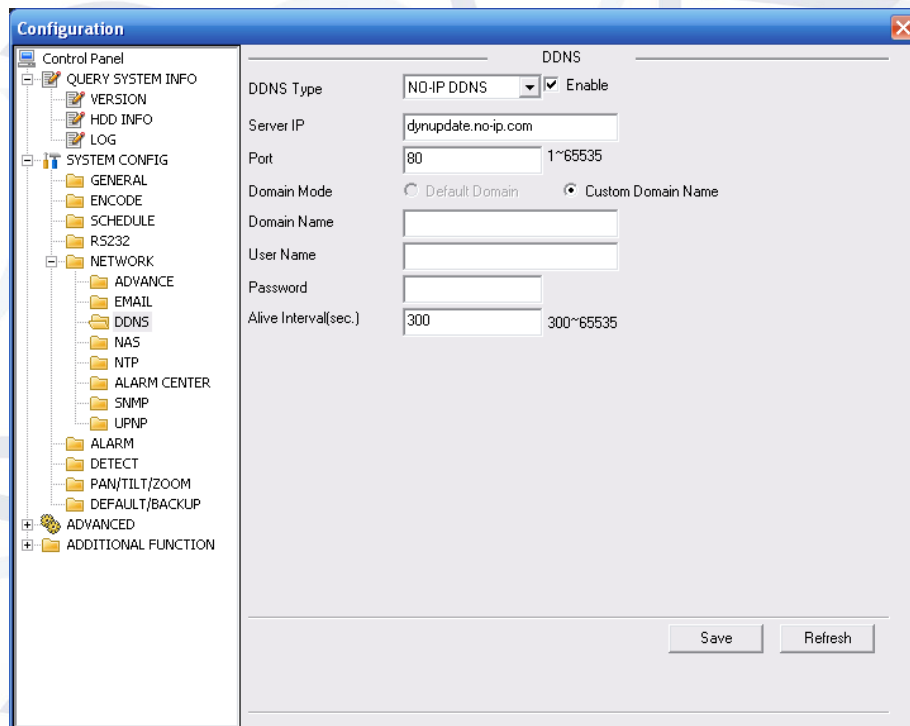 Configuration
Control Panel
QUERY SYSTEM INFO
VERSION
HDD INFO
LOG
SYSTEM CONFIG
GENERAL
ENCODE
SCHEDULE
RS232
NETWORK
ADVANCE
EMAIL
DDNS
NAS
NTP
ALARM CENTER
SNMP
UPNP
ALARM
DETECT
PAN/TILT/ZOOM
DEFAULT/BACKUP
ADVANCED
ADDITIONAL FUNCTION
DDNS
DDNS Type NO-IP DDNS Enable
Server IP dynupdate.no-ip.com
Port 80 1~65535
Domain Mode Default Domain Custom Domain Name
Domain Name
User Name
Password
Alive Interval(sec.) 300 300~65535
Save Refresh